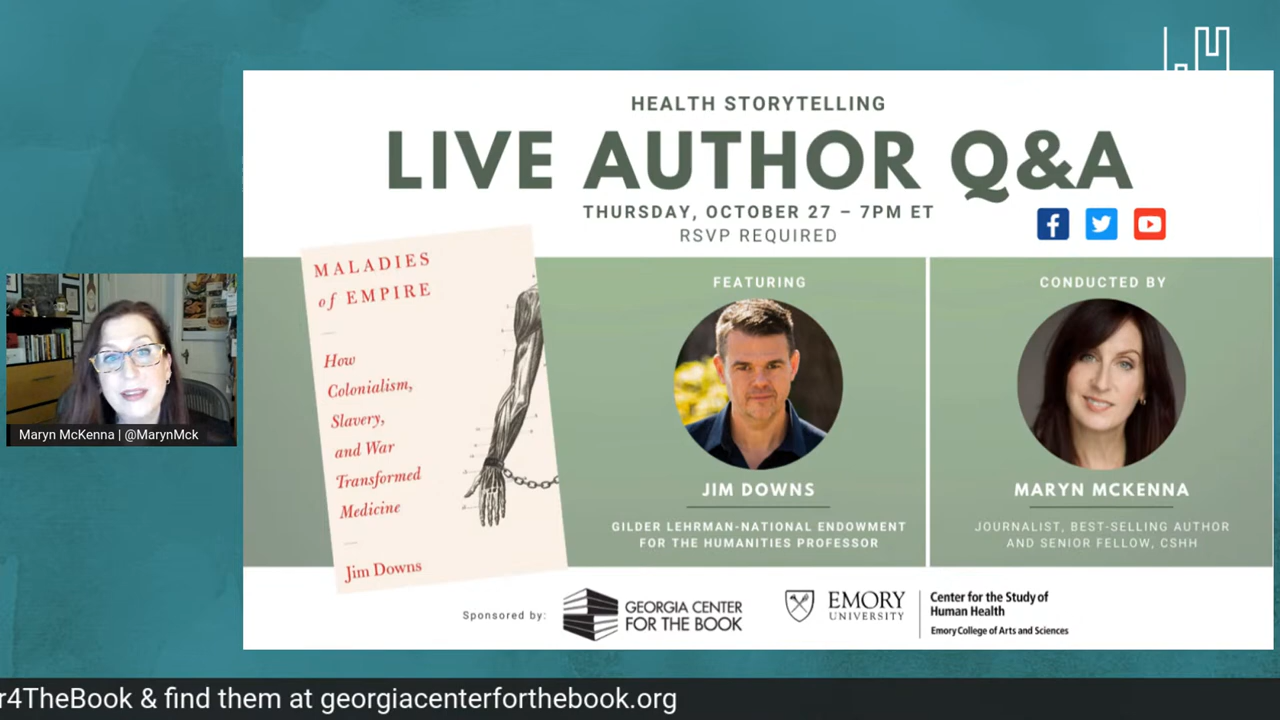 HEALTH STORYTELLING
LIVE AUTHOR Q&A
THURSDAY, OCTOBER 27 – 7PM ET
RSVP REQUIRED
MALADIES
of EMPIRE
How
Colonialism,
Slavery,
and War
Transformed
Medicine
Jim Downs
FEATURING
JIM DOWNS
GILDER LEHRMAN-NATIONAL ENDOWMENT
FOR THE HUMANITIES PROFESSOR
CONDUCTED BY
MARYN MCKENNA
JOURNALIST, BEST-SELLING AUTHOR
AND SENIOR FELLOW, CSHH
Maryn McKenna | @MarynMck
Sponsored by:
GEORGIA CENTER
FOR THE BOOK
EMORY
UNIVERSITY
Center for the Study of
Human Health
Emory College of Arts and Sciences
r4TheBook & find them at georgiacenterforthebook.org